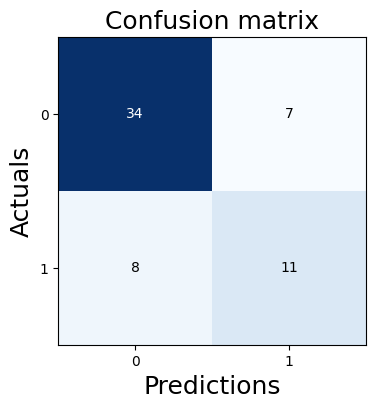 Confusion matrix
Actuals
0
34
7
1
8
11
0
1
Predictions